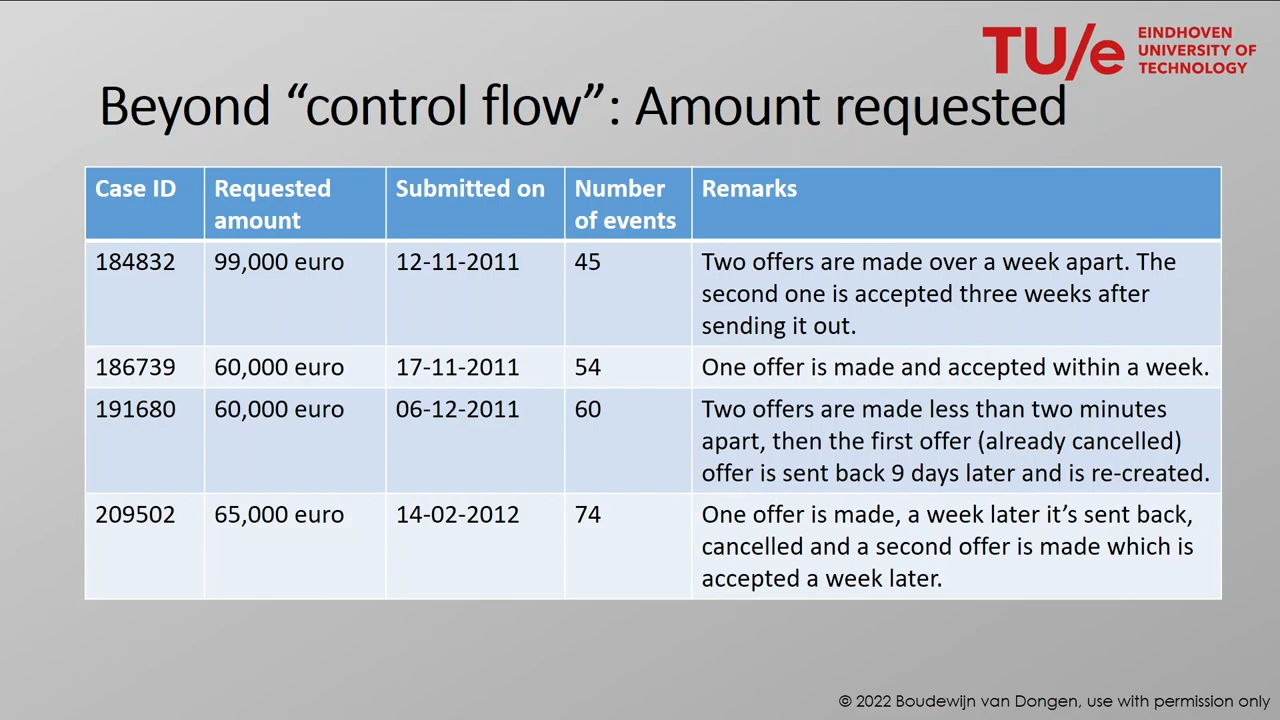 TU/e EINDHOVEN
UNIVERSITY OF
TECHNOLOGY
Beyond “control flow”: Amount requested
Case ID Requested amount Submitted on Number of events Remarks
184832 99,000 euro 12-11-2011 45 Two offers are made over a week apart. The
second one is accepted three weeks after
sending it out.
186739 60,000 euro 17-11-2011 54 One offer is made and accepted within a week.
191680 60,000 euro 06-12-2011 60 Two offers are made less than two minutes
apart, then the first offer (already cancelled)
offer is sent back 9 days later and is re-created.
209502 65,000 euro 14-02-2012 74 One offer is made, a week later it’s sent back,
cancelled and a second offer is made which is
accepted a week later.
© 2022 Boudewijn van Dongen, use with permission only